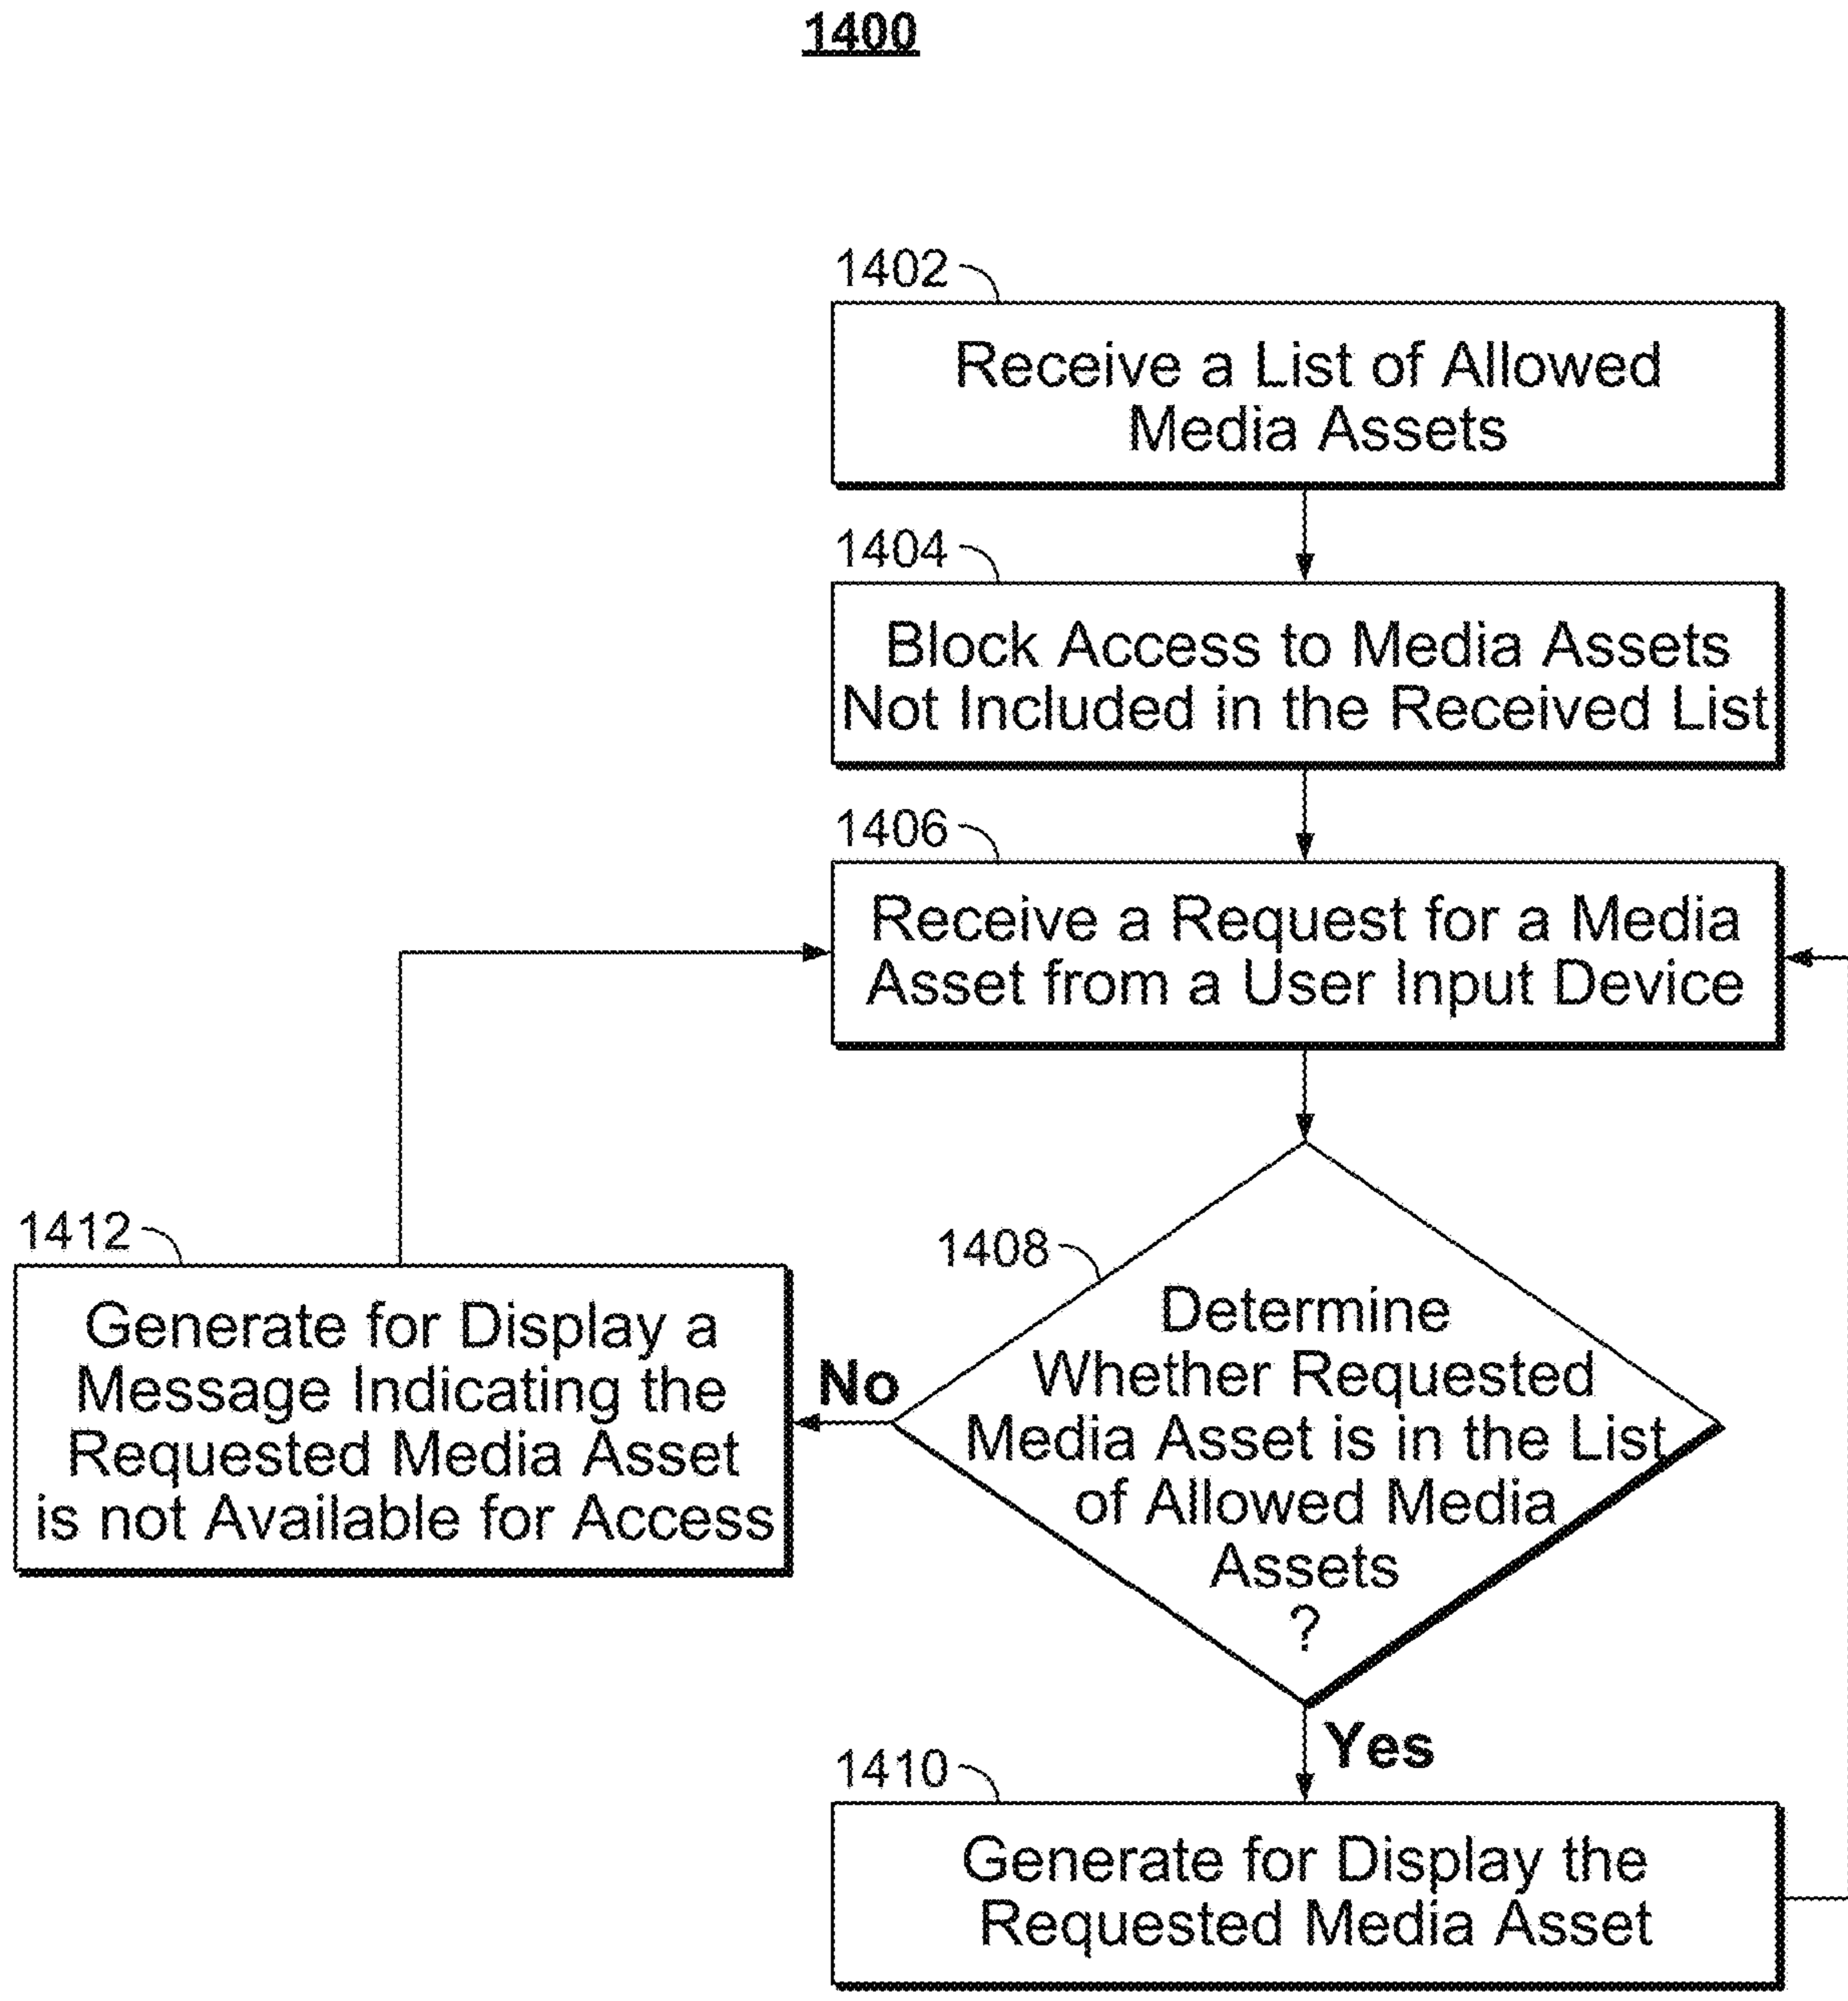 1400
1402
Receive a List of Allowed
Media Assets
1404
Block Access to Media Assets
Not Included in the Received List
1406
Receive a Request for a Media
Asset from a User Input Device
1408
Determine
Whether Requested
Media Asset is in the List
of Allowed Media
Assets
?
No
1412
Generate for Display a
Message Indicating the
Requested Media Asset
is not Available for Access
Yes
1410
Generate for Display the
Requested Media Asset